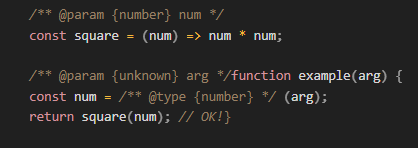 /** @param {number} num */
const square = (num) => num * num;
/** @param {unknown} arg */function example(arg) {
const num = /** @type {number} */ (arg);
return square(num); // OK!}